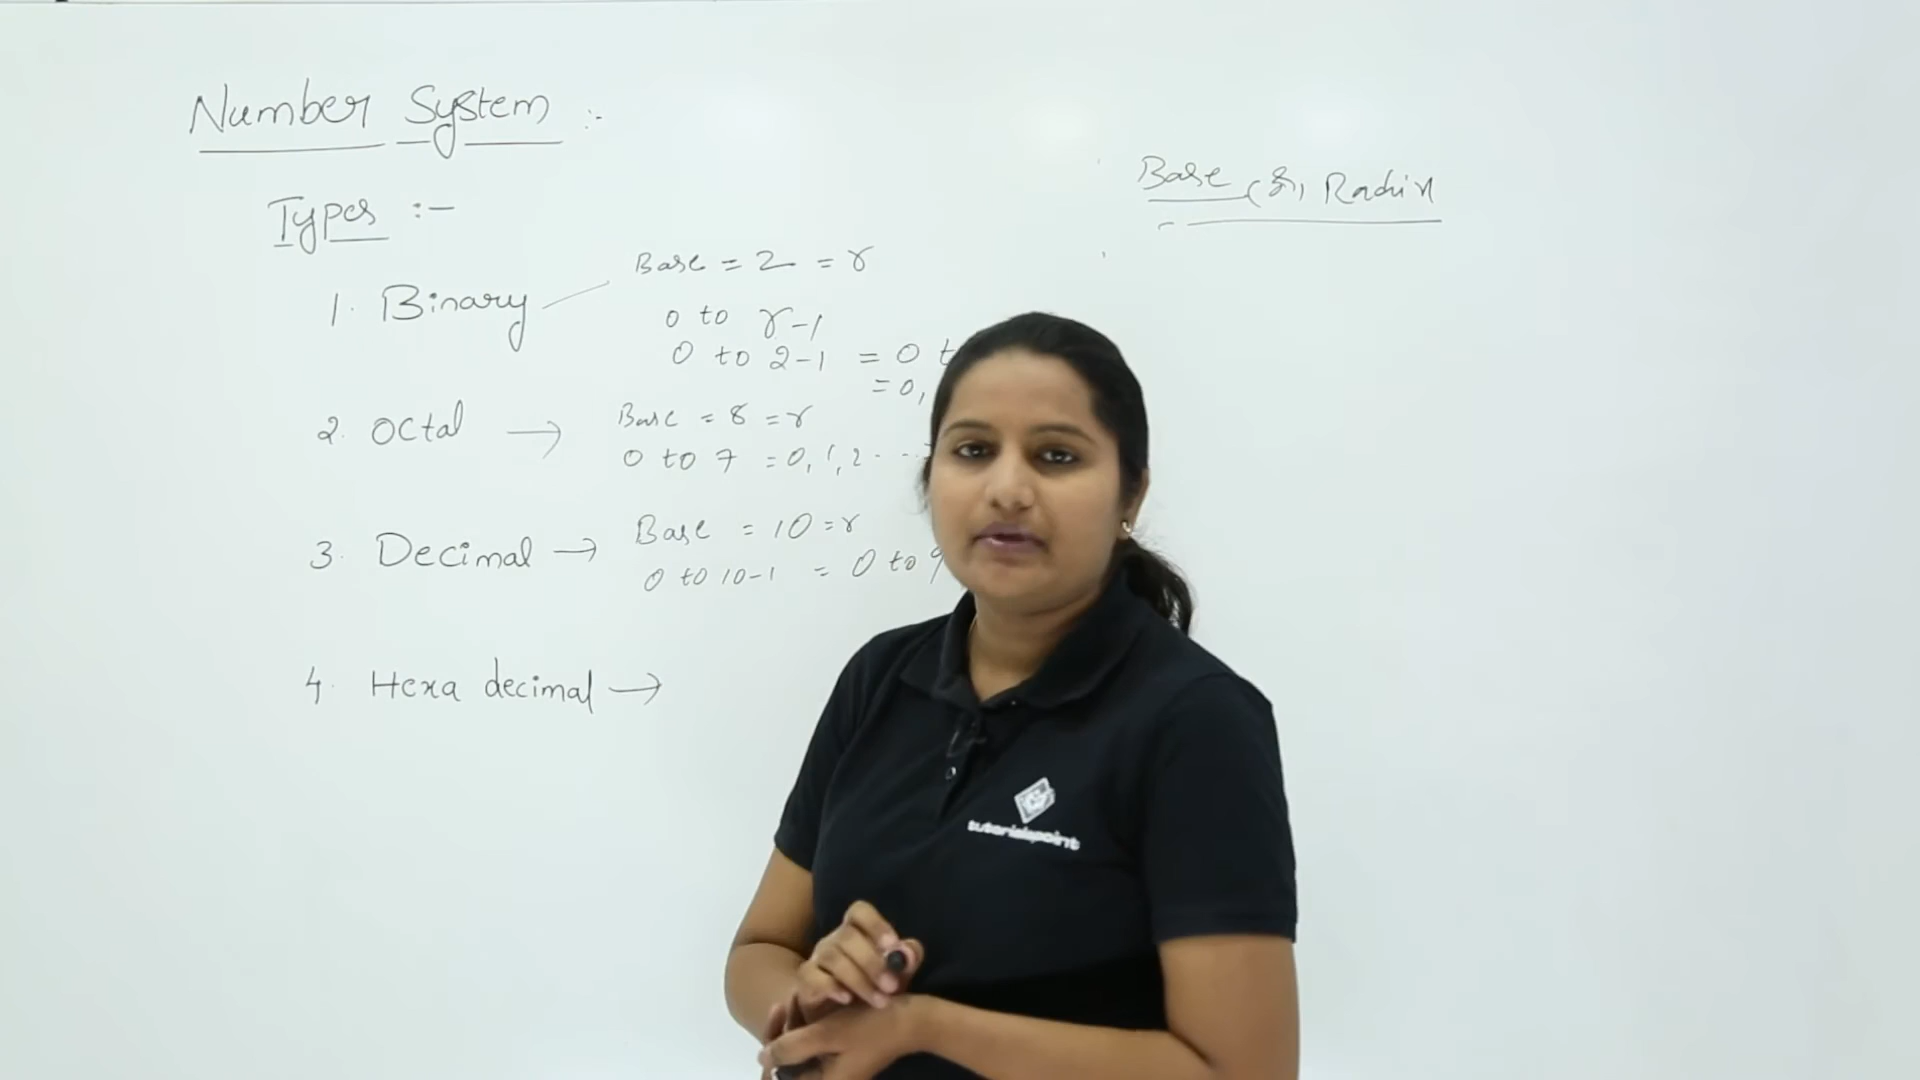 Number System :-
Base (or) Radix
Types :-
Base = 2 = r
1. Binary
0 to r-1
0 to 2-1 = 0 t
= 0,
Base = 8 = r
2. Octal →
0 to 7 = 0, 1, 2 . . .
Base = 10 = r
3. Decimal →
0 to 10-1 = 0 to 9
4. Hexa decimal →
tutorialspoint